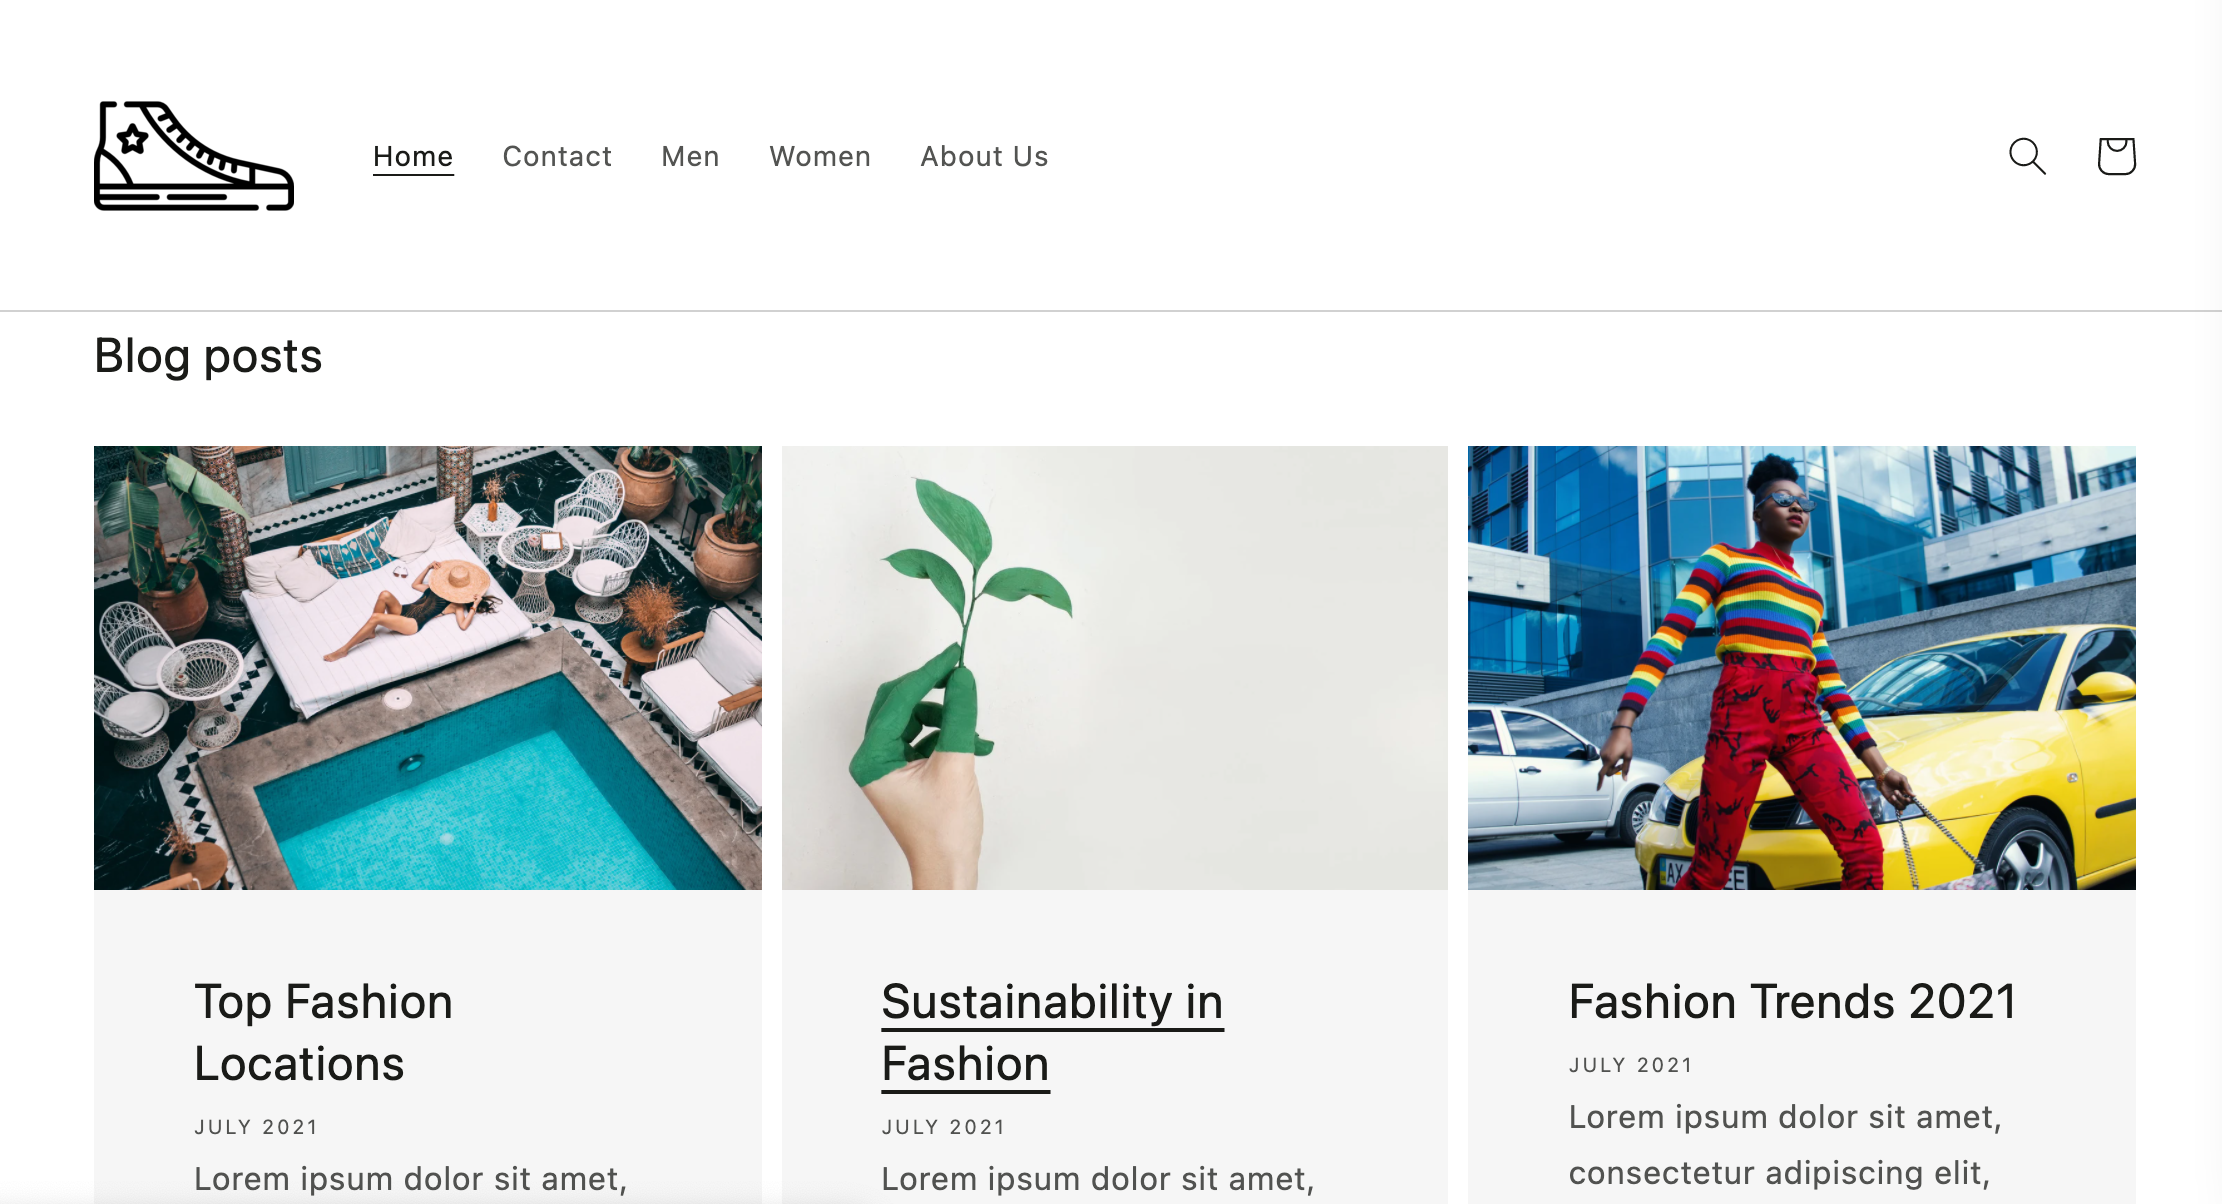 Home Contact Men Women About Us
Blog posts
Top Fashion
Locations
JULY 2021
Lorem ipsum dolor sit amet,
Sustainability in
Fashion
JULY 2021
Lorem ipsum dolor sit amet,
Fashion Trends 2021
JULY 2021
Lorem ipsum dolor sit amet,
consectetur adipiscing elit,